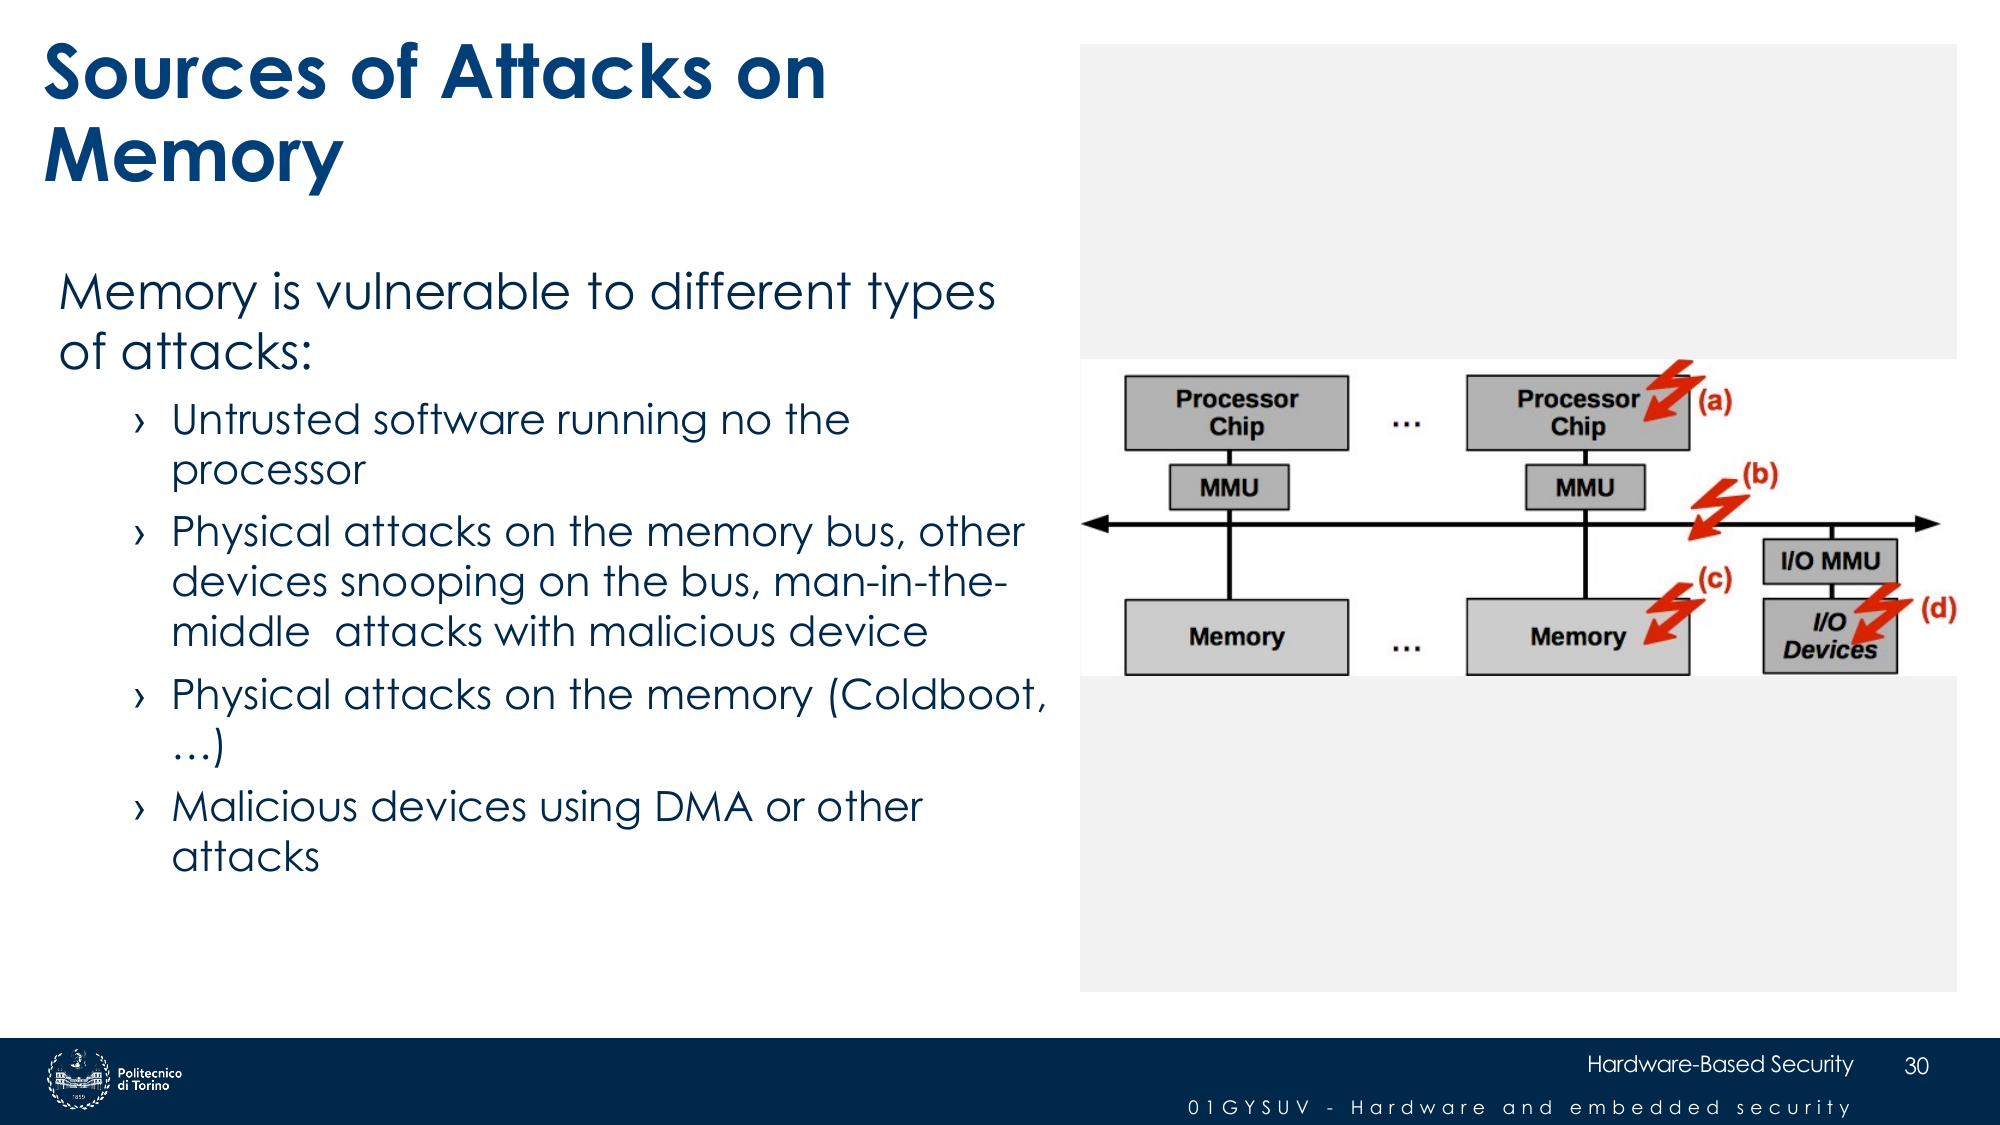 Sources of Attacks on
Memory
Memory is vulnerable to different types
of attacks:
› Untrusted software running no the
processor
› Physical attacks on the memory bus, other
devices snooping on the bus, man-in-the-
middle  attacks with malicious device
› Physical attacks on the memory (Coldboot,
…)
› Malicious devices using DMA or other
attacks
Processor
Chip
...
Processor
Chip
(a)
MMU
MMU
(b)
I/O MMU
Memory
...
Memory
(c)
I/O
Devices
(d)
Politecnico
di Torino
1859
Hardware-Based Security
30
01GYSUV - Hardware and embedded security